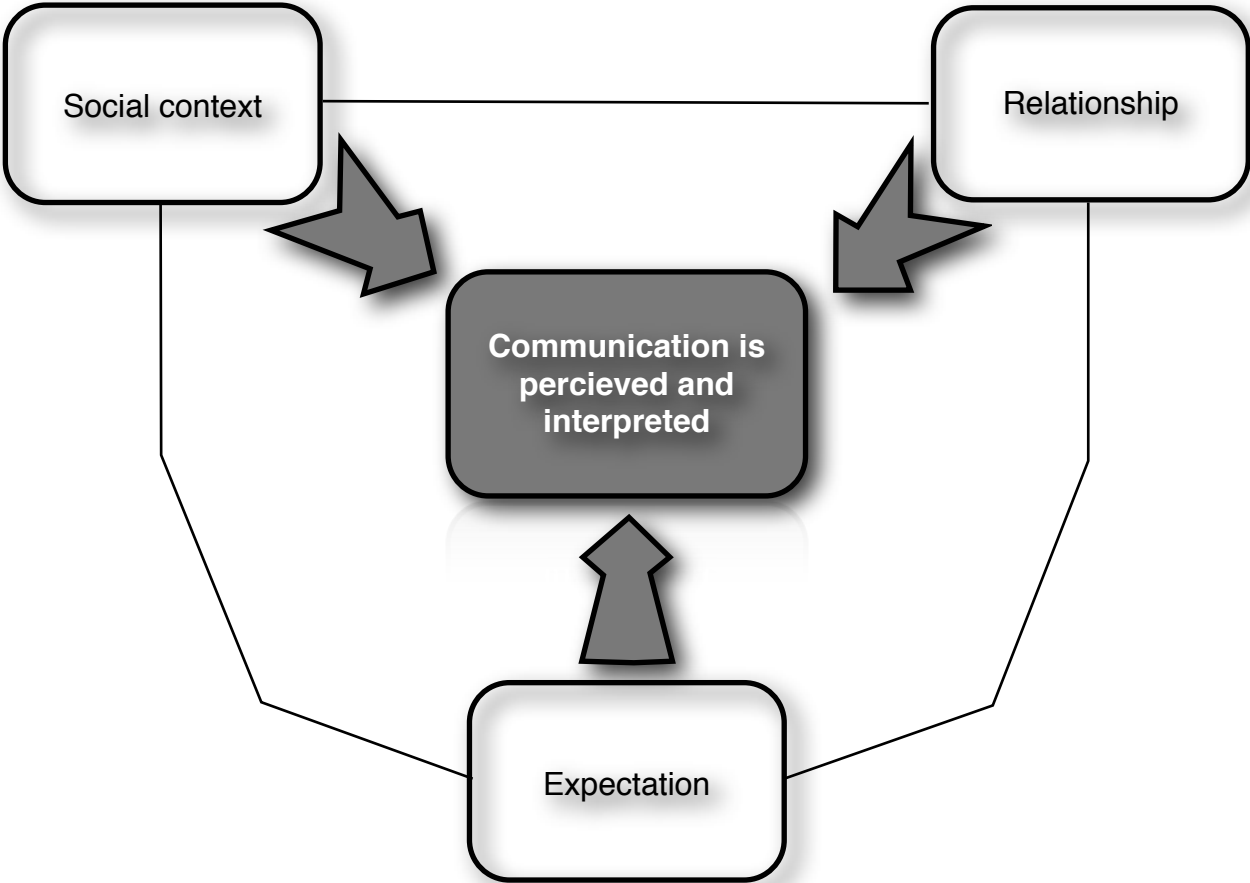 Social context
Relationship
Communication is
percieved and
interpreted
Expectation